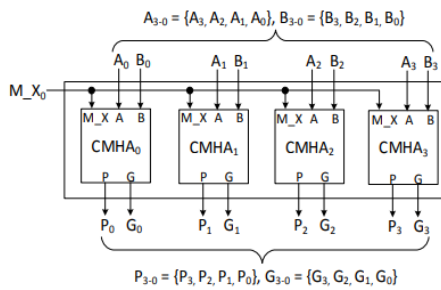 A₃₋₀ = {A₃, A₂, A₁, A₀}, B₃₋₀ = {B₃, B₂, B₁, B₀}
A₀ B₀ A₁ B₁ A₂ B₂ A₃ B₃
M_X₀
M_X A B M_X A B M_X A B M_X A B
CMHA₀ CMHA₁ CMHA₂ CMHA₃
P G P G P G P G
P₀ G₀ P₁ G₁ P₂ G₂ P₃ G₃
P₃₋₀ = {P₃, P₂, P₁, P₀}, G₃₋₀ = {G₃, G₂, G₁, G₀}